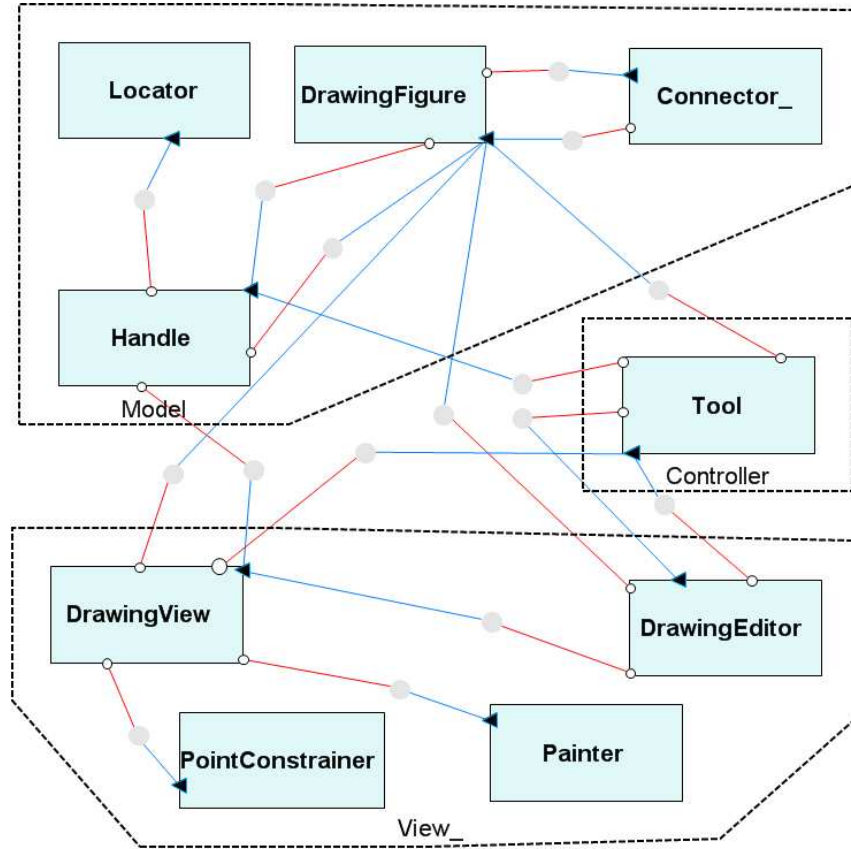 Locator
DrawingFigure
Connector_
Handle
Model
Tool
Controller
DrawingView
DrawingEditor
PointConstrainer
Painter
View_